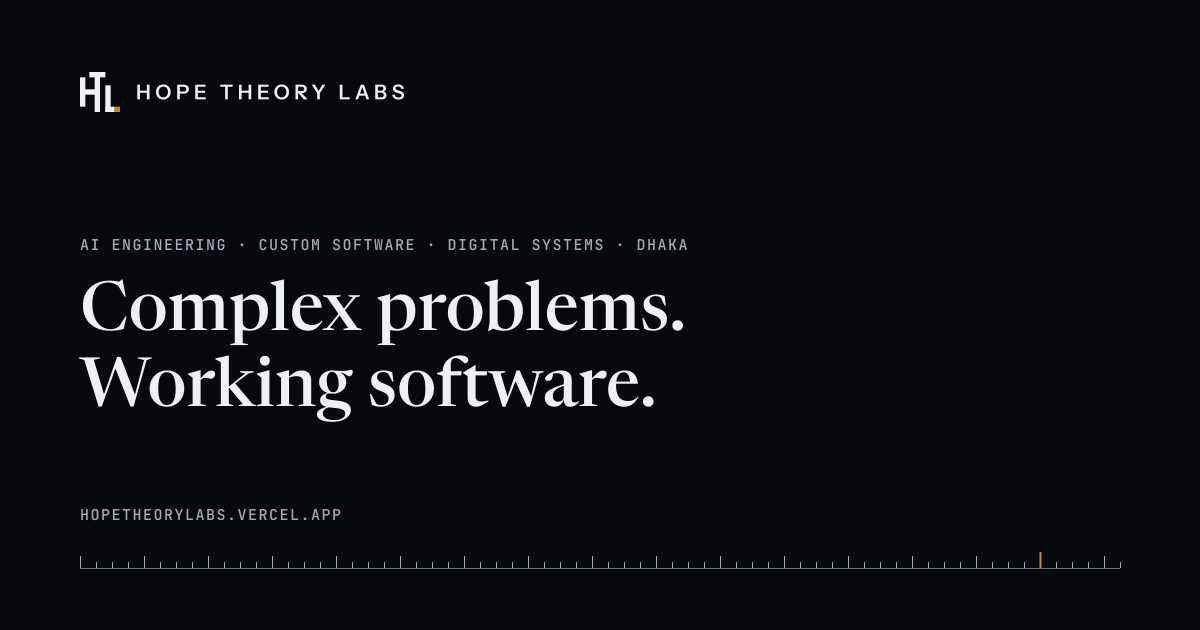 HTL HOPE THEORY LABS
AI ENGINEERING · CUSTOM SOFTWARE · DIGITAL SYSTEMS · DHAKA
Complex problems.
Working software.
HOPETHEORYLABS.VERCEL.APP